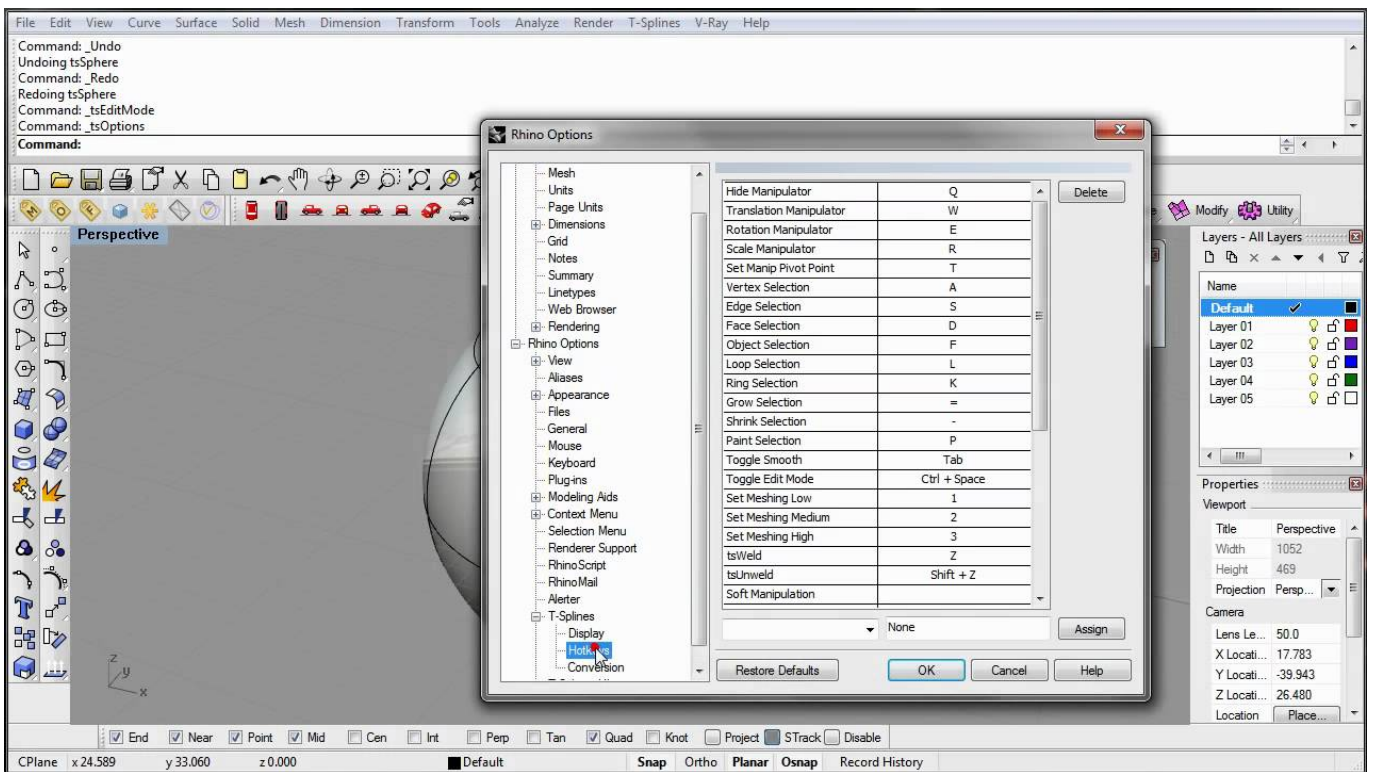 File Edit View Curve Surface Solid Mesh Dimension Transform Tools Analyze Render T-Splines V-Ray Help
Command: _Undo
Undoing tsSphere
Command: _Redo
Redoing tsSphere
Command: _tsEditMode
Command: _tsOptions
Command:
Perspective
Modify Utility
Rhino Options
Mesh
Units
Page Units
Dimensions
Grid
Notes
Summary
Linetypes
Web Browser
Rendering
Rhino Options
View
Aliases
Appearance
Files
General
Mouse
Keyboard
Plug-ins
Modeling Aids
Context Menu
Selection Menu
Renderer Support
RhinoScript
RhinoMail
Alerter
T-Splines
Display
Conversion
Hide Manipulator Q
Translation Manipulator W
Rotation Manipulator E
Scale Manipulator R
Set Manip Pivot Point T
Vertex Selection A
Edge Selection S
Face Selection D
Object Selection F
Loop Selection L
Ring Selection K
Grow Selection =
Shrink Selection -
Paint Selection P
Toggle Smooth Tab
Toggle Edit Mode Ctrl + Space
Set Meshing Low 1
Set Meshing Medium 2
Set Meshing High 3
tsWeld Z
tsUnweld Shift + Z
Soft Manipulation
Delete
None
Assign
Restore Defaults OK Cancel Help
Layers - All Layers
Name
Default
Layer 01
Layer 02
Layer 03
Layer 04
Layer 05
Properties
Viewport
Title Perspective
Width 1052
Height 469
Projection Persp...
Camera
Lens Le... 50.0
X Locati... 17.783
Y Locati... -39.943
Z Locati... 26.480
Location Place...
z
y
x
End Near Point Mid Cen Int Perp Tan Quad Knot Project STrack Disable
CPlane x 24.589 y 33.060 z 0.000 Default Snap Ortho Planar Osnap Record History